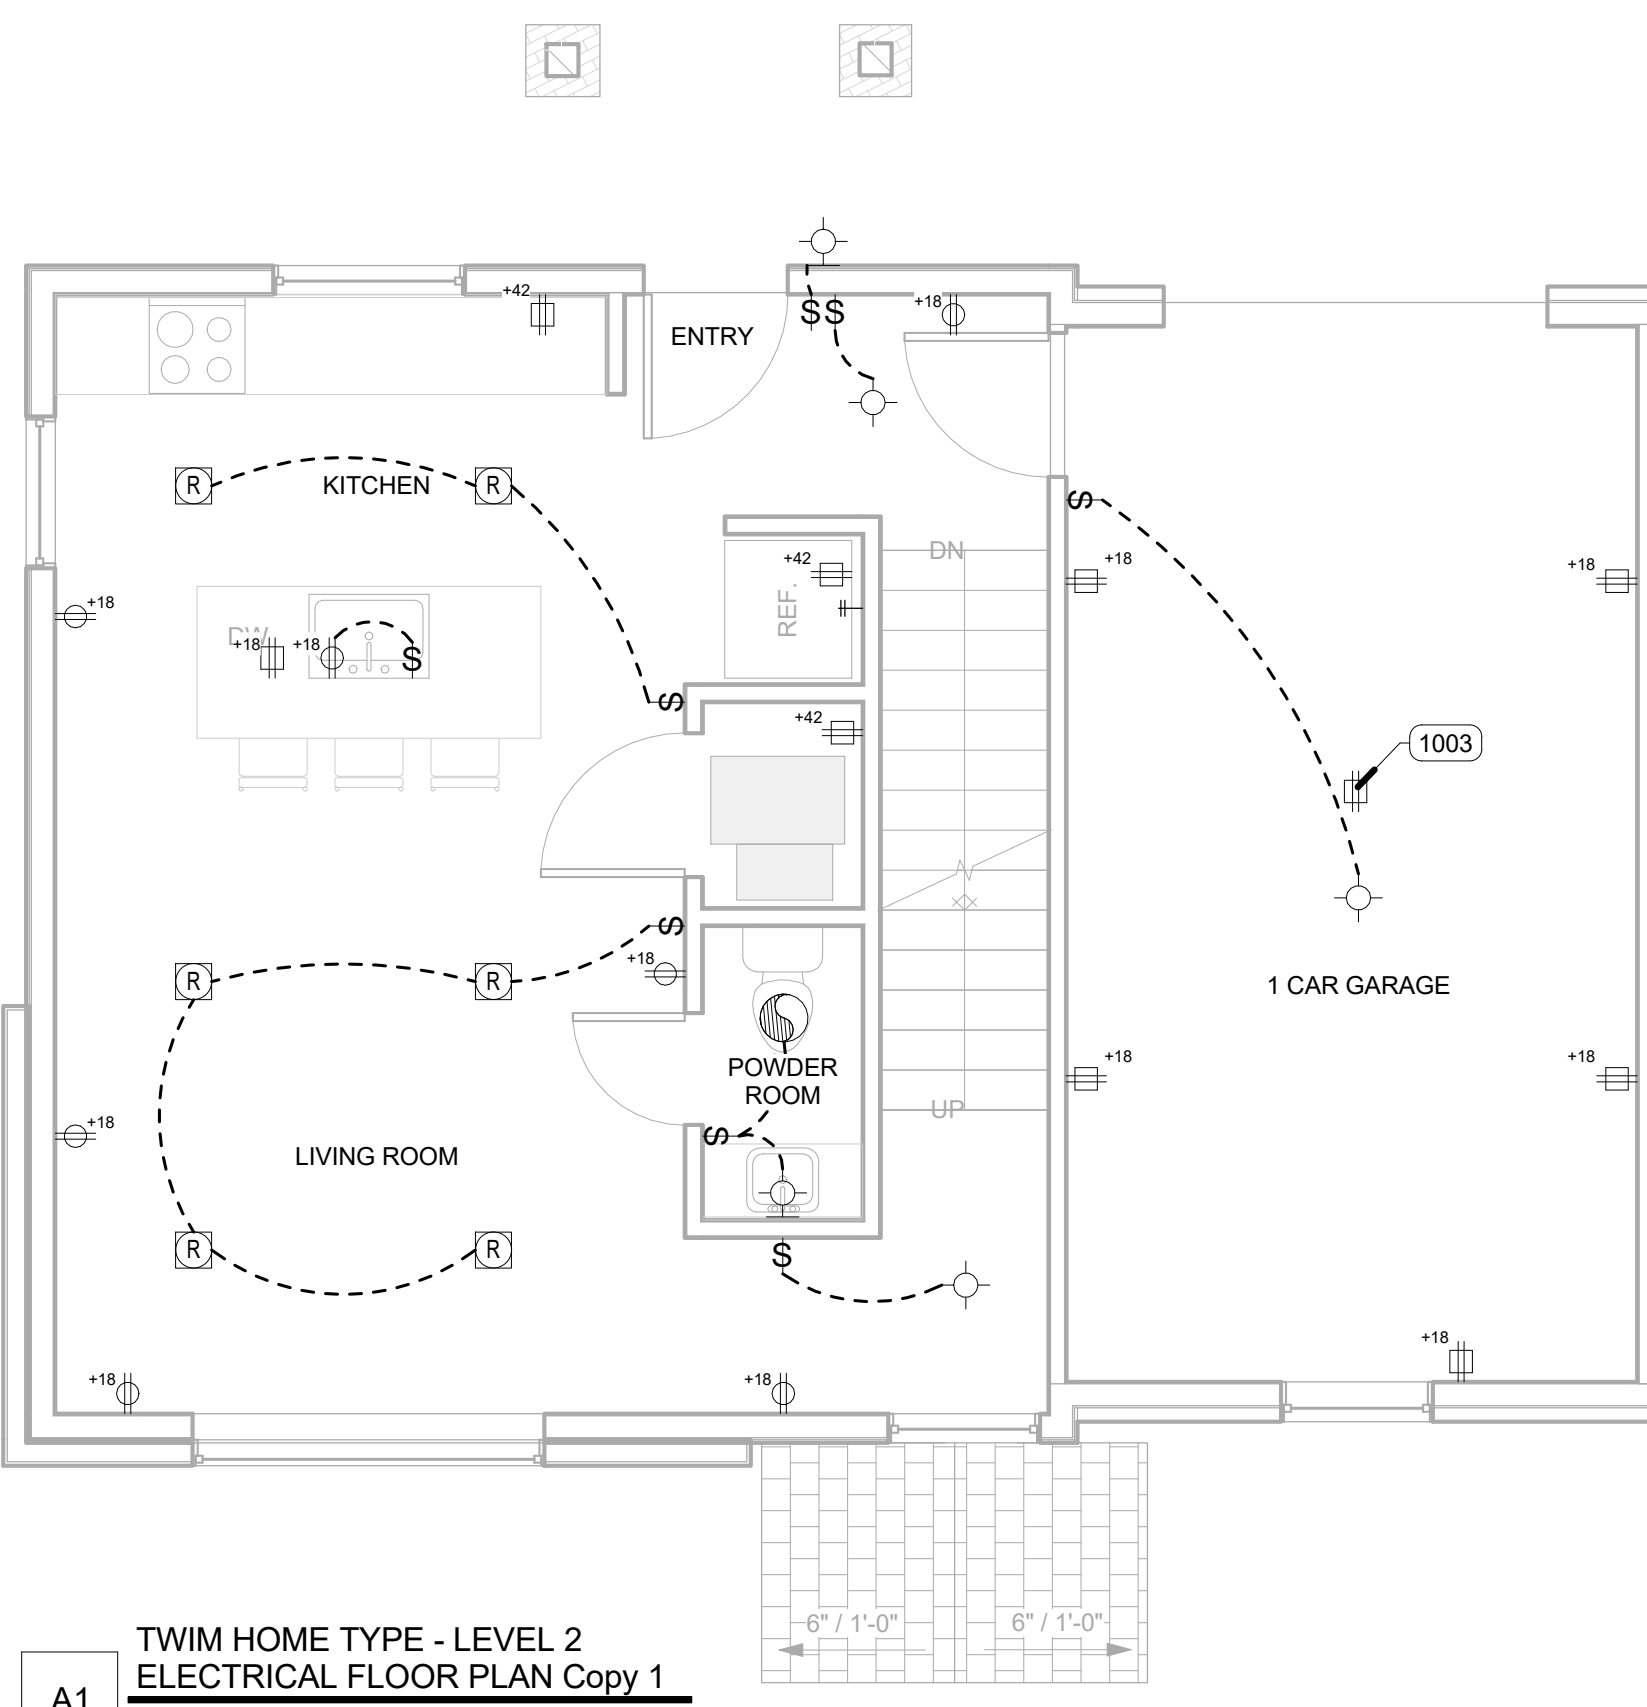 +42
ENTRY
SS
+18
R
KITCHEN
R
S
DN
+42
+18
+18
REF.
+18
DW
+18
+18
S
S
+42
1003
S
+18
R
R
1 CAR GARAGE
POWDER
ROOM
+18
+18
UP
+18
S
LIVING ROOM
R
R
S
+18
+18
+18
6" / 1'-0"
6" / 1'-0"
TWIM HOME TYPE - LEVEL 2
ELECTRICAL FLOOR PLAN Copy 1
A1